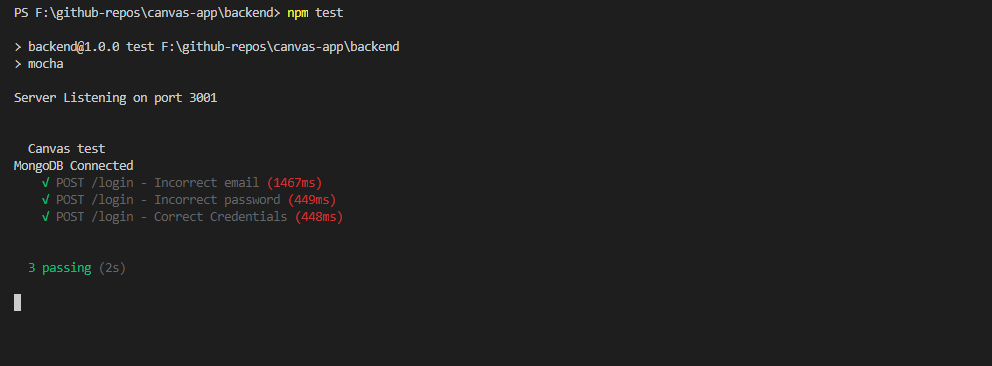 PS F:\github-repos\canvas-app\backend> npm test
> backend@1.0.0 test F:\github-repos\canvas-app\backend
> mocha
Server Listening on port 3001
Canvas test
MongoDB Connected
√ POST /login - Incorrect email (1467ms)
√ POST /login - Incorrect password (449ms)
√ POST /login - Correct Credentials (448ms)
3 passing (2s)